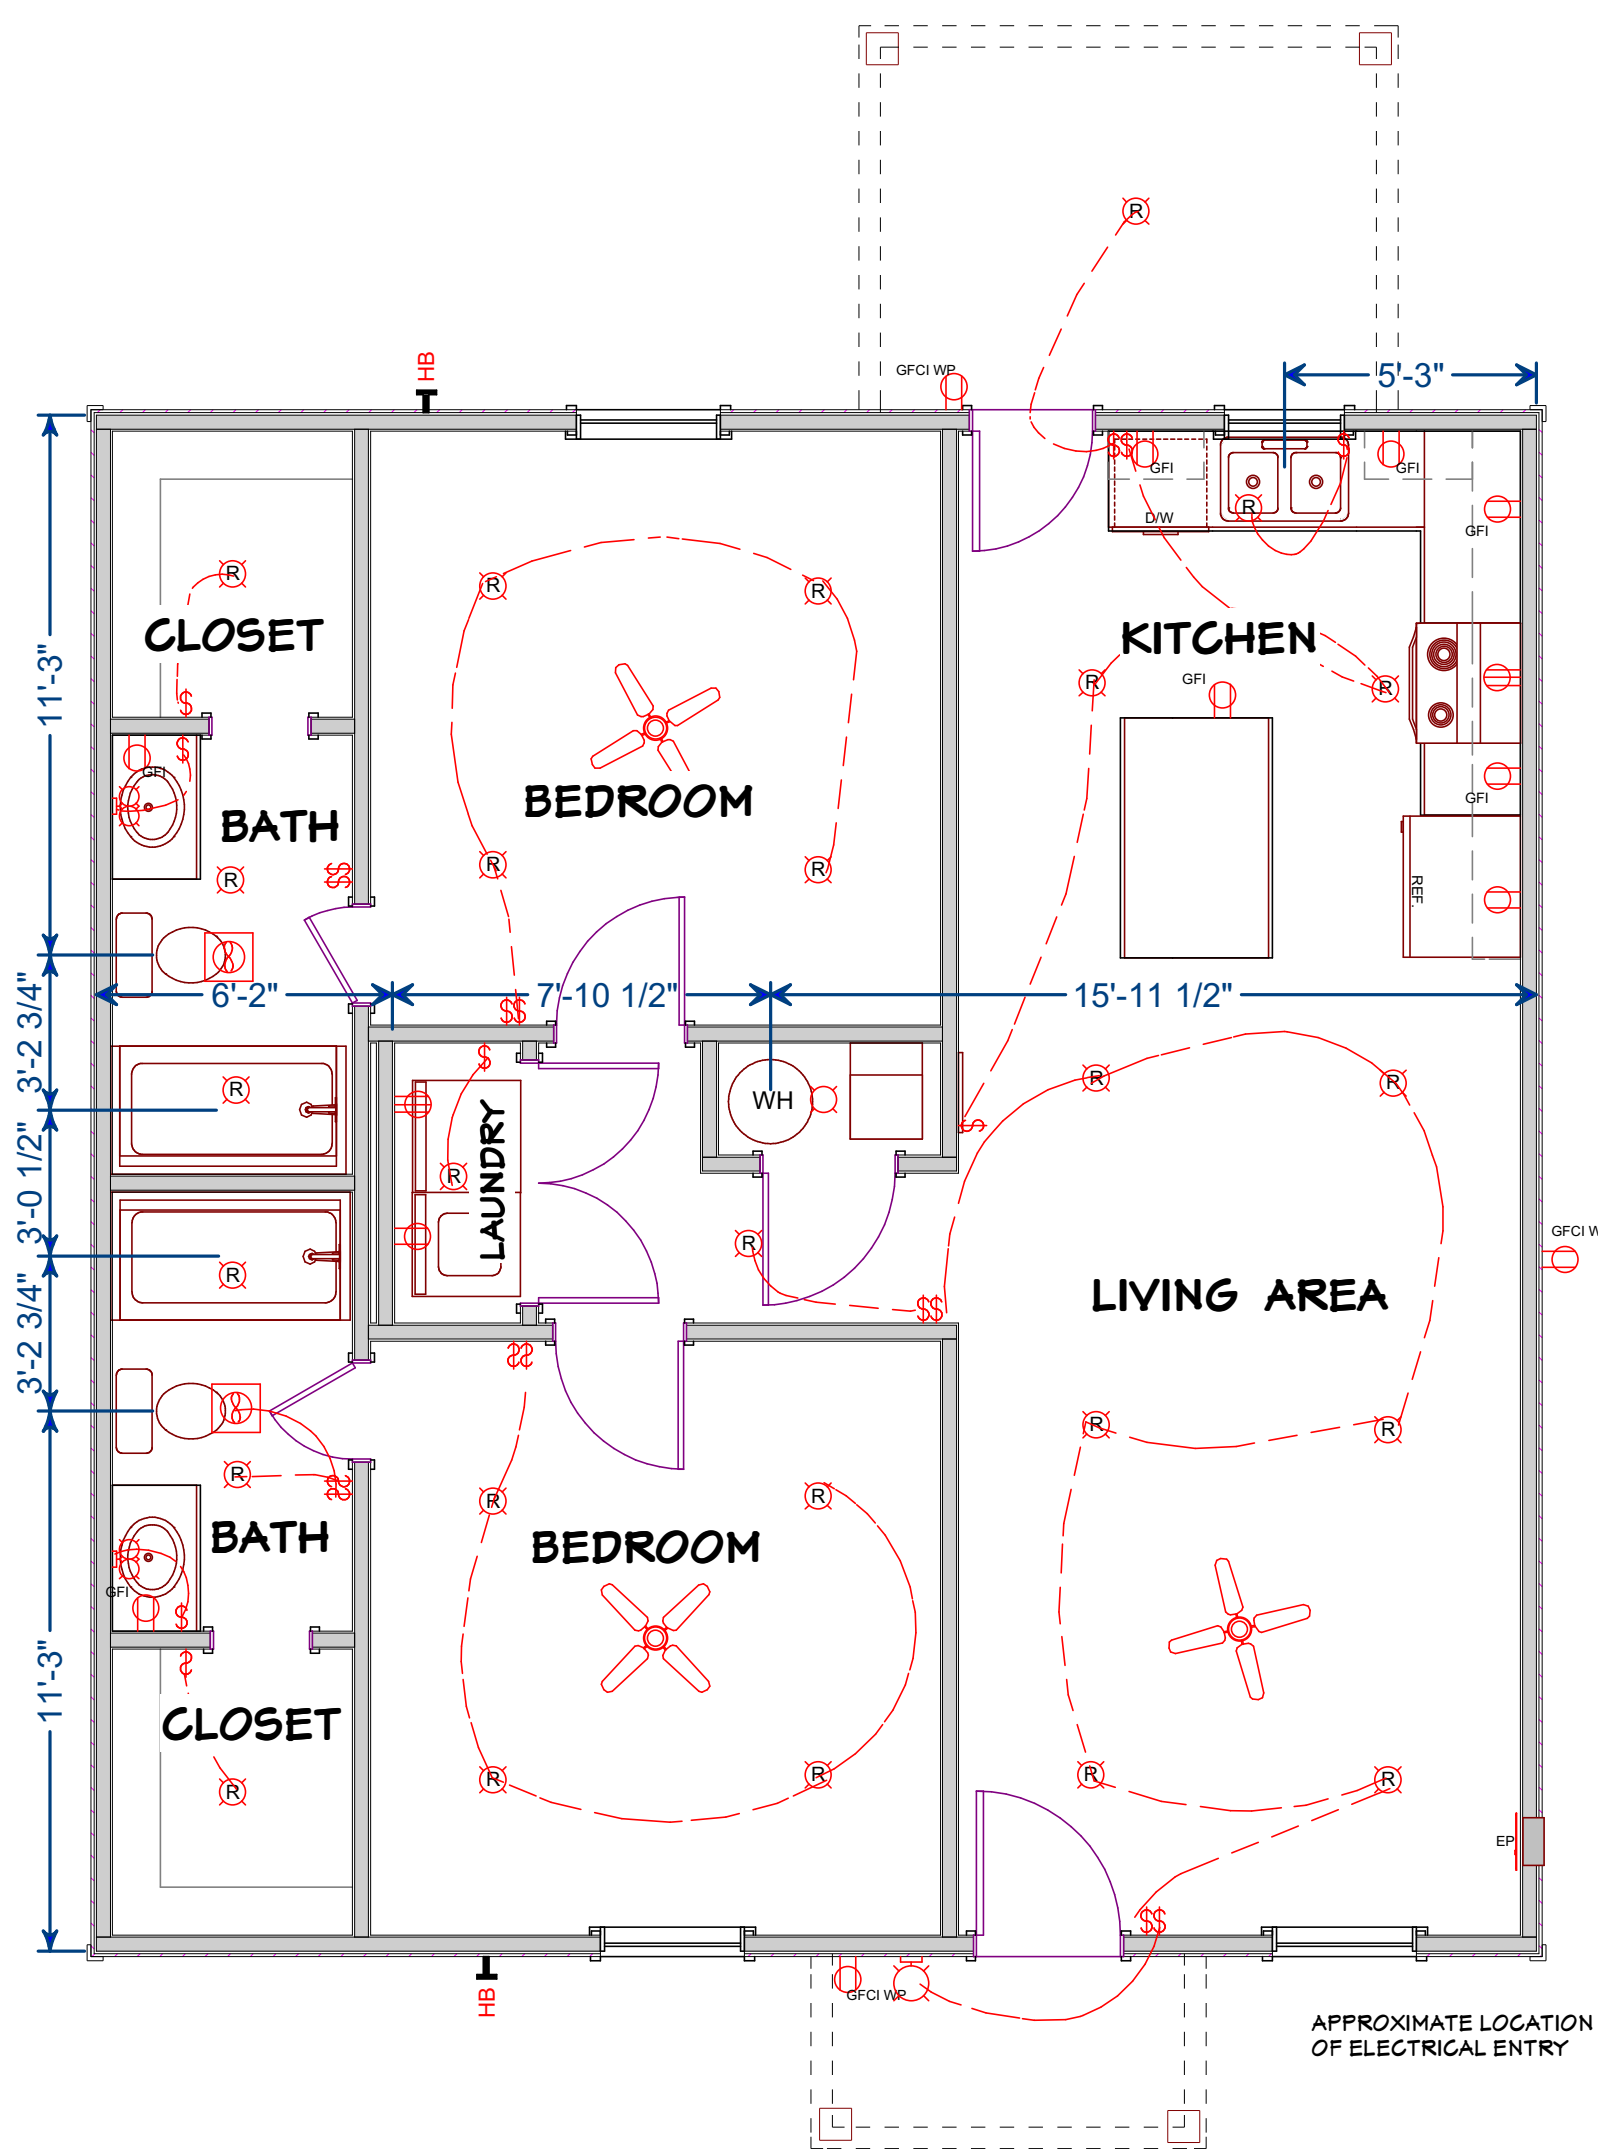 R
HB
GFCI WP
5'-3"
$$
$
GFI
GFI
R
D/W
GFI
R
R
R
CLOSET
KITCHEN
11'-3"
R
GFI
R
$
$
GFI
GFI
BEDROOM
BATH
R
R
R
$$
REF.
6'-2"
7'-10 1/2"
15'-11 1/2"
$$
3'-2 3/4"
$
R
R
R
WH
$
LAUNDRY
R
3'-0 1/2"
R
GFCI W
R
LIVING AREA
$$
3'-2 3/4"
$$
R
R
R
$$
R
R
BATH
BEDROOM
GFI
$
$
11'-3"
CLOSET
R
R
R
R
R
EP
$$
HB
GFCI WP
APPROXIMATE LOCATION
OF ELECTRICAL ENTRY